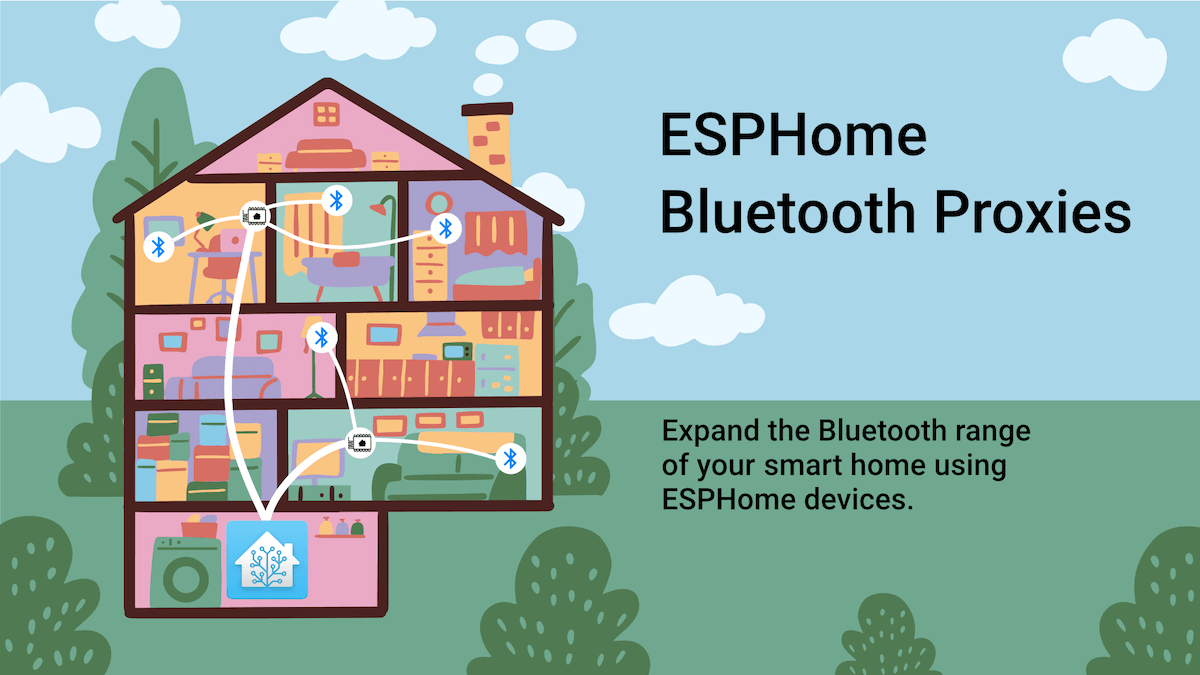 ESPHome
Bluetooth Proxies
Expand the Bluetooth range
of your smart home using
ESPHome devices.